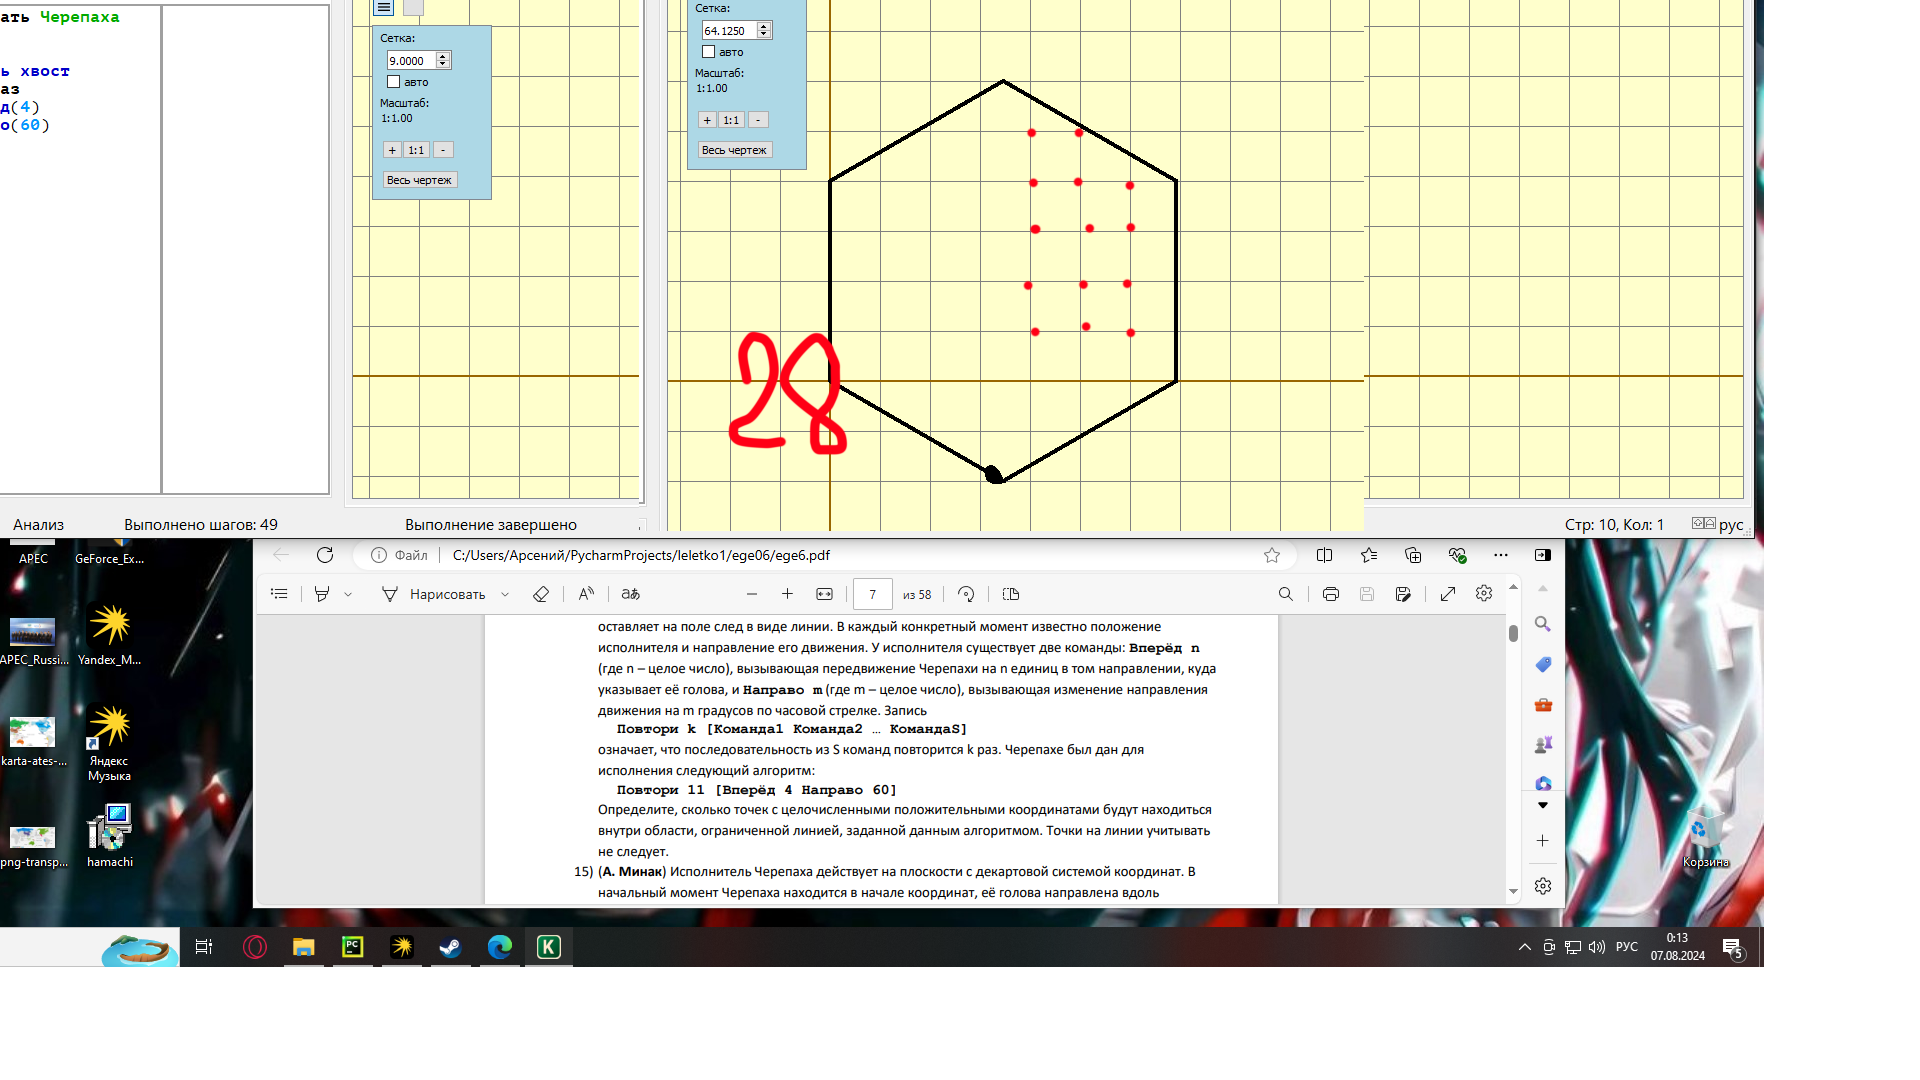 ать Черепаха
ь хвост
аз
д(4)
о(60)
Сетка:
9.0000
авто
Масштаб:
1:1.00
+ 1:1 -
Весь чертеж
Сетка:
64.1250
авто
Масштаб:
1:1.00
+ 1:1 -
Весь чертеж
28
Анализ
Выполнено шагов: 49
Выполнение завершено
Стр: 10, Кол: 1
рус
APEC
GeForce_Ex...
APEC_Russi...
Yandex_M...
karta-ates-...
Яндекс
Музыка
png-transp...
hamachi
Файл
C:/Users/Арсений/PycharmProjects/leletko1/ege06/ege6.pdf
Нарисовать
7 из 58
оставляет на поле след в виде линии. В каждый конкретный момент известно положение
исполнителя и направление его движения. У исполнителя существует две команды: Вперёд n
(где n – целое число), вызывающая передвижение Черепахи на n единиц в том направлении, куда
указывает её голова, и Направо m (где m – целое число), вызывающая изменение направления
движения на m градусов по часовой стрелке. Запись
Повтори k [Команда1 Команда2 … КомандаS]
означает, что последовательность из S команд повторится k раз. Черепахе был дан для
исполнения следующий алгоритм:
Повтори 11 [Вперёд 4 Направо 60]
Определите, сколько точек с целочисленными положительными координатами будут находиться
внутри области, ограниченной линией, заданной данным алгоритмом. Точки на линии учитывать
не следует.
15) (А. Минак) Исполнитель Черепаха действует на плоскости с декартовой системой координат. В
начальный момент Черепаха находится в начале координат, её голова направлена вдоль
Корзина
РУС
0:13
07.08.2024
5